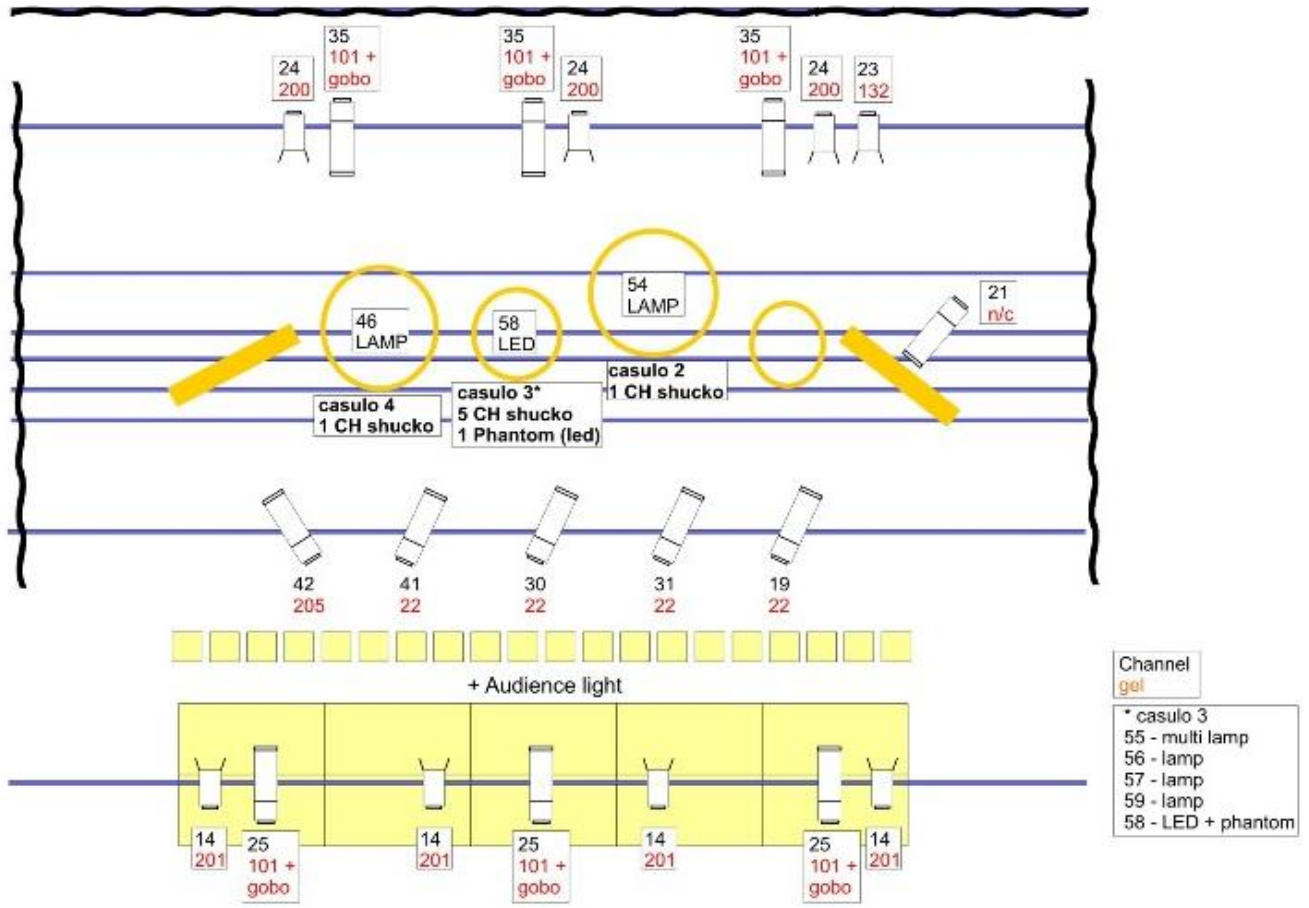 24
200
35
101 +
gobo
35
101 +
gobo
24
200
35
101 +
gobo
24
200
23
132
46
LAMP
58
LED
54
LAMP
21
n/c
casulo 4
1 CH shucko
casulo 3*
5 CH shucko
1 Phantom (led)
casulo 2
1 CH shucko
42
205
41
22
30
22
31
22
19
22
+ Audience light
14
201
25
101 +
gobo
14
201
25
101 +
gobo
14
201
25
101 +
gobo
14
201
Channel
gel
* casulo 3
55 - multi lamp
56 - lamp
57 - lamp
59 - lamp
58 - LED + phantom